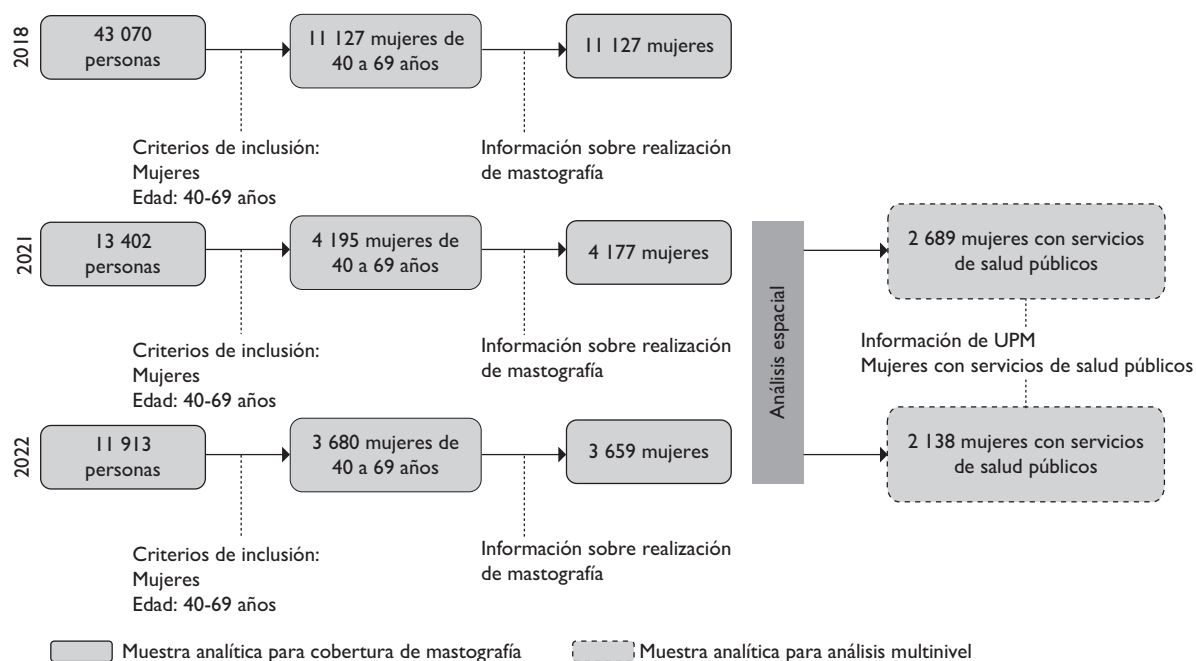 2018
43 070
personas
11 127 mujeres de
40 a 69 años
11 127 mujeres
Criterios de inclusión:
Mujeres
Edad: 40-69 años
Información sobre realización
de mastografía
2021
13 402
personas
4 195 mujeres de
40 a 69 años
4 177 mujeres
Criterios de inclusión:
Mujeres
Edad: 40-69 años
Información sobre realización
de mastografía
2022
11 913
personas
3 680 mujeres de
40 a 69 años
3 659 mujeres
Criterios de inclusión:
Mujeres
Edad: 40-69 años
Información sobre realización
de mastografía
Análisis espacial
2 689 mujeres con servicios
de salud públicos
Información de UPM
Mujeres con servicios de salud públicos
2 138 mujeres con servicios
de salud públicos
Muestra analítica para cobertura de mastografía
Muestra analítica para análisis multinivel